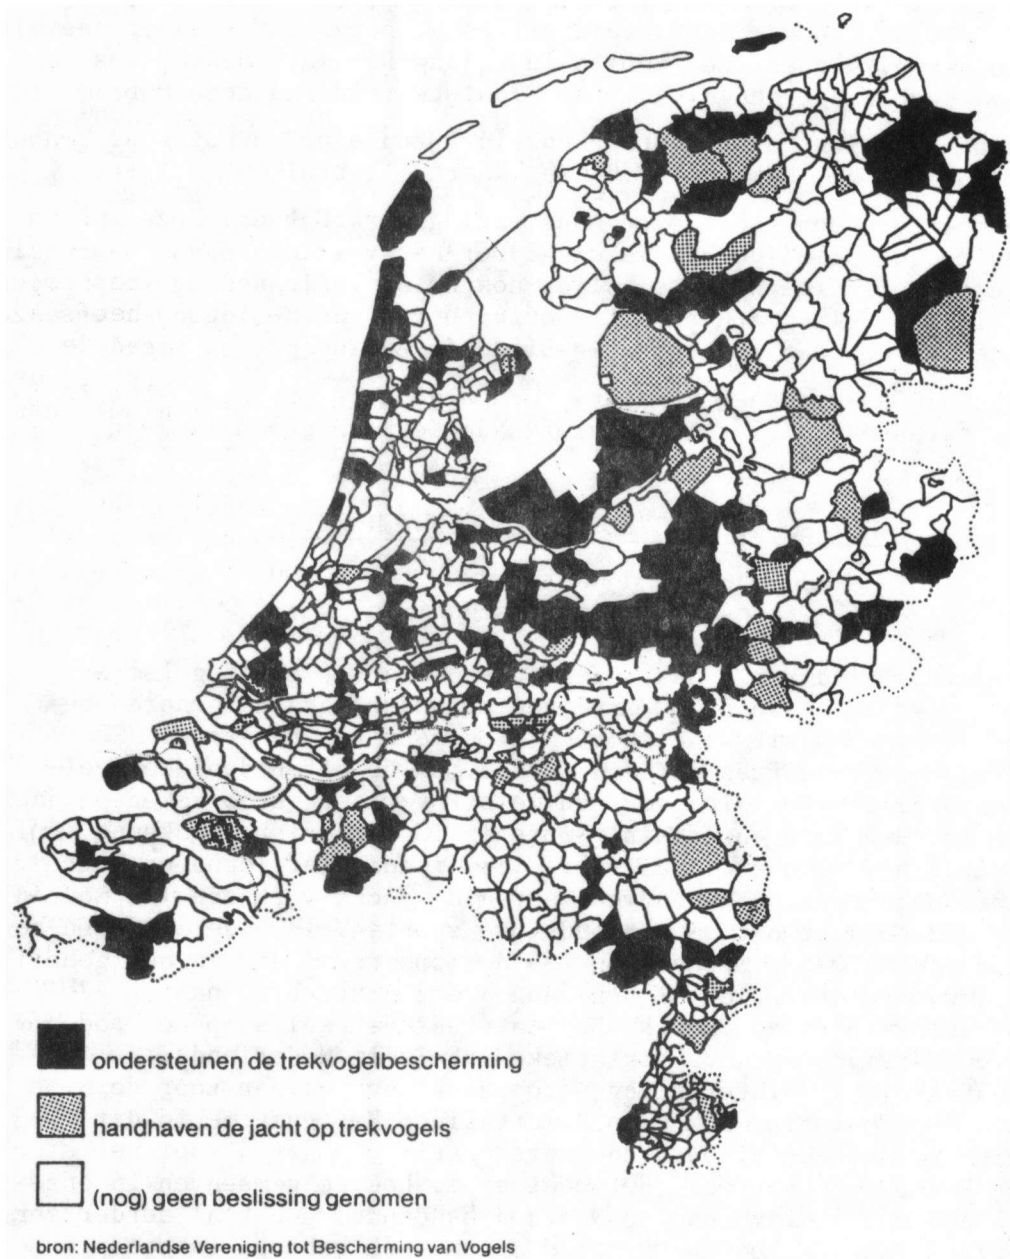 ondersteunen de trekvogelbescherming
handhaven de jacht op trekvogels
(nog) geen beslissing genomen
bron: Nederlandse Vereniging tot Bescherming van Vogels